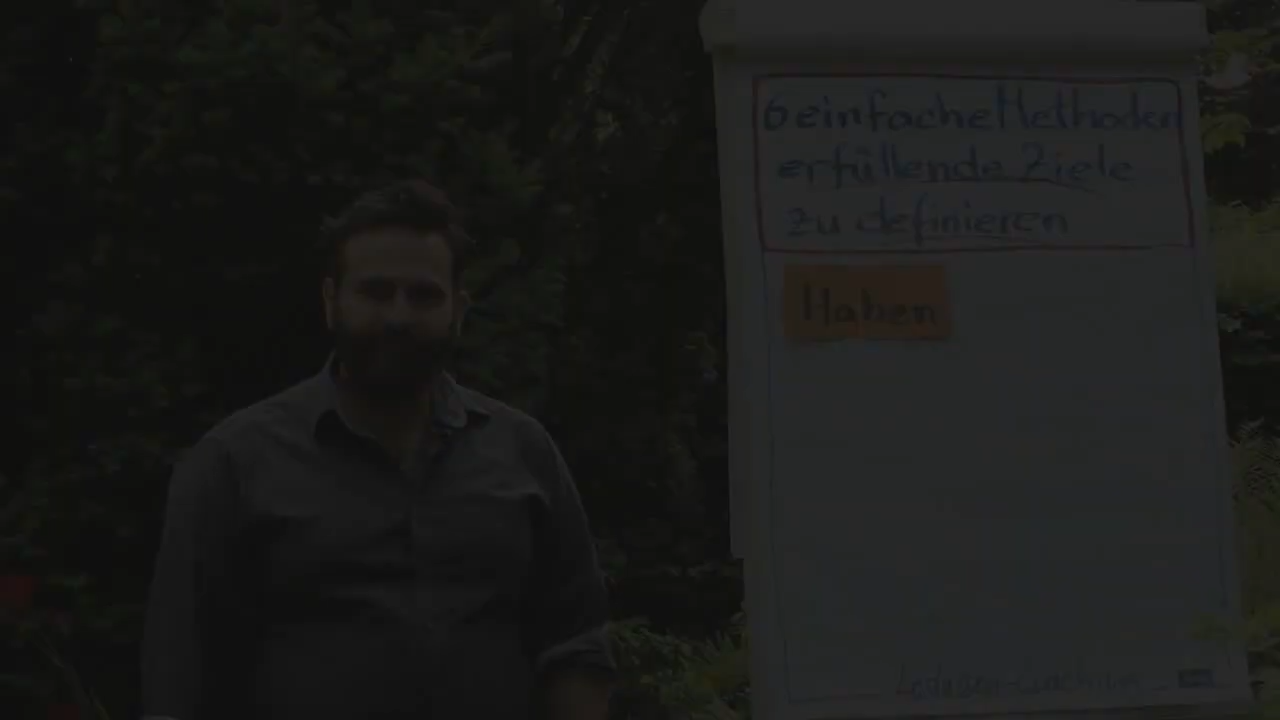 6 einfache Methoden
erfüllende Ziele
zu definieren
Haben